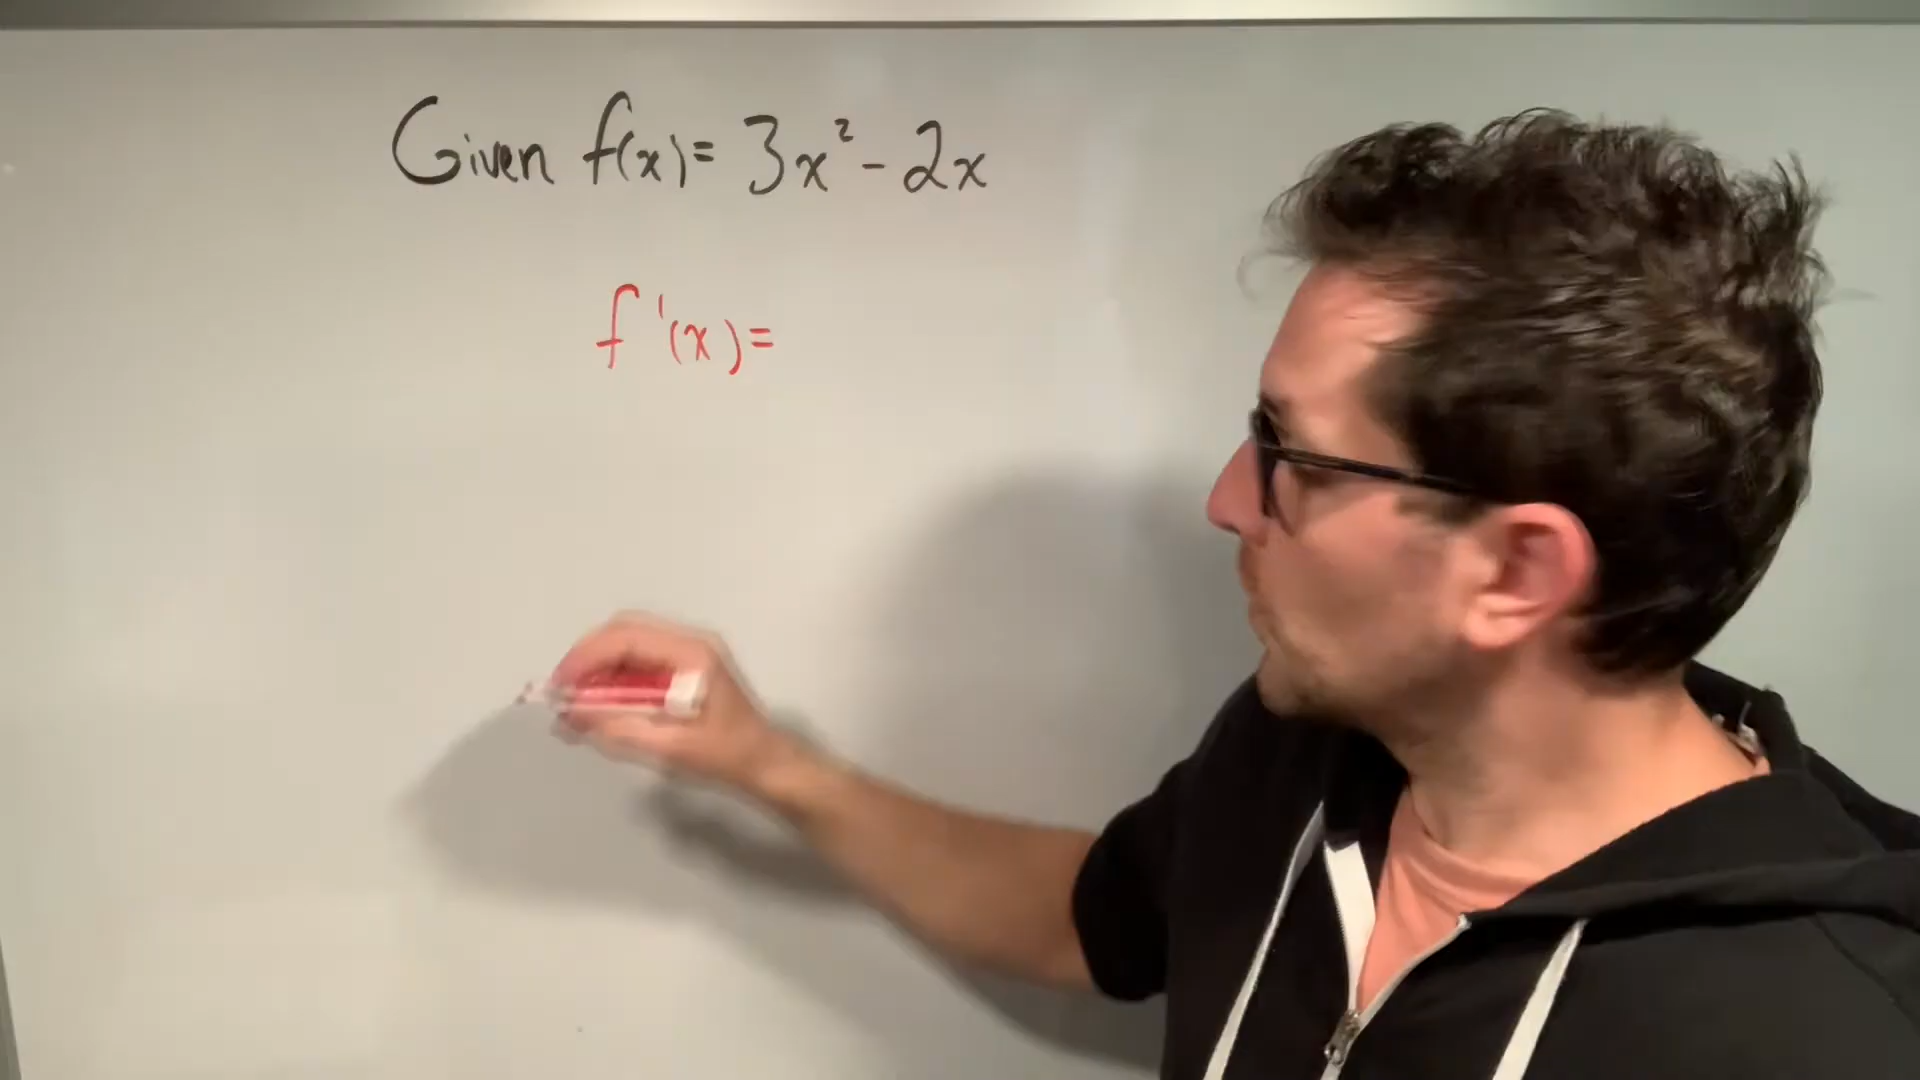 Given f(x)= 3x² - 2x
f'(x)=